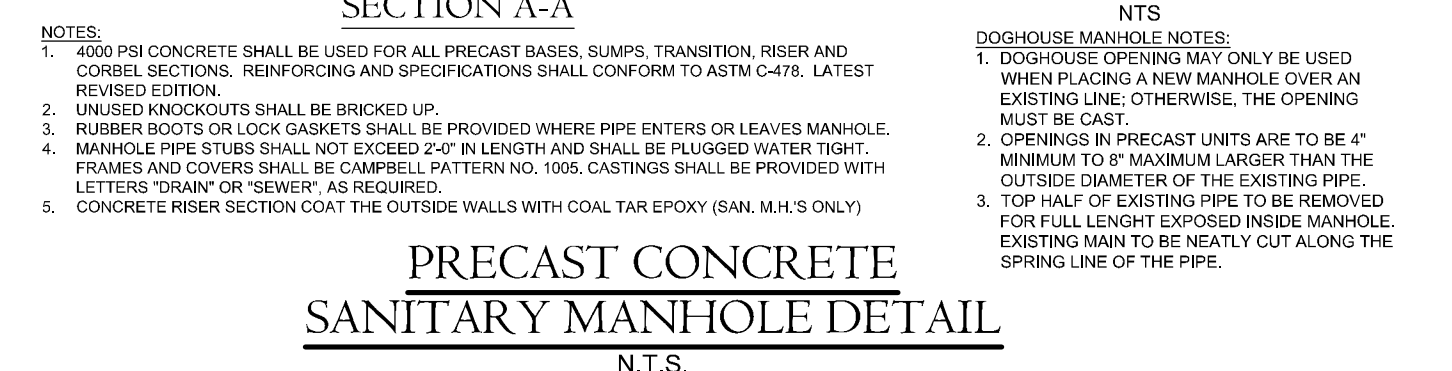 SECTION A-A
NOTES:
1. 4000 PSI CONCRETE SHALL BE USED FOR ALL PRECAST BASES, SUMPS, TRANSITION, RISER AND
CORBEL SECTIONS. REINFORCING AND SPECIFICATIONS SHALL CONFORM TO ASTM C-478. LATEST
REVISED EDITION.
2. UNUSED KNOCKOUTS SHALL BE BRICKED UP.
3. RUBBER BOOTS OR LOCK GASKETS SHALL BE PROVIDED WHERE PIPE ENTERS OR LEAVES MANHOLE.
4. MANHOLE PIPE STUBS SHALL NOT EXCEED 2'-0" IN LENGTH AND SHALL BE PLUGGED WATER TIGHT.
FRAMES AND COVERS SHALL BE CAMPBELL PATTERN NO. 1005. CASTINGS SHALL BE PROVIDED WITH
LETTERS "DRAIN" OR "SEWER", AS REQUIRED.
5. CONCRETE RISER SECTION COAT THE OUTSIDE WALLS WITH COAL TAR EPOXY (SAN. M.H.'S ONLY)
NTS
DOGHOUSE MANHOLE NOTES:
1. DOGHOUSE OPENING MAY ONLY BE USED
WHEN PLACING A NEW MANHOLE OVER AN
EXISTING LINE; OTHERWISE, THE OPENING
MUST BE CAST.
2. OPENINGS IN PRECAST UNITS ARE TO BE 4"
MINIMUM TO 8" MAXIMUM LARGER THAN THE
OUTSIDE DIAMETER OF THE EXISTING PIPE.
3. TOP HALF OF EXISTING PIPE TO BE REMOVED
FOR FULL LENGHT EXPOSED INSIDE MANHOLE.
EXISTING MAIN TO BE NEATLY CUT ALONG THE
SPRING LINE OF THE PIPE.
PRECAST CONCRETE
SANITARY MANHOLE DETAIL
N.T.S.